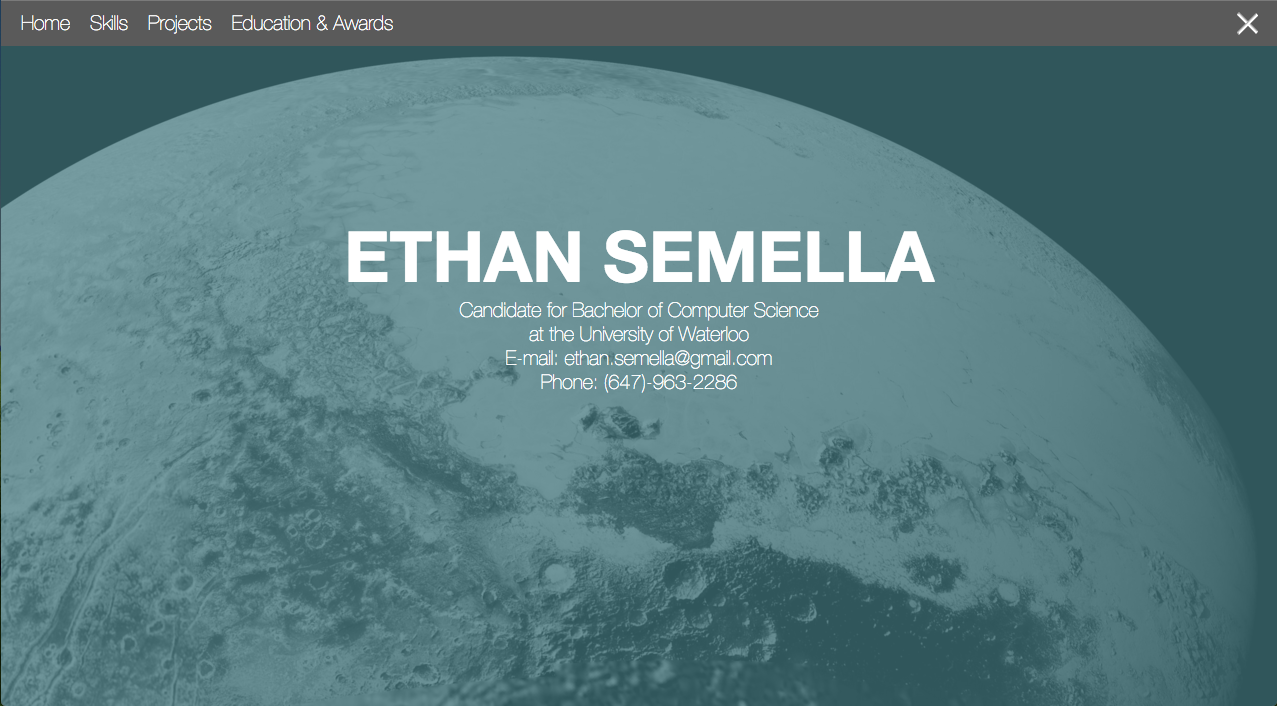 Home Skills Projects Education & Awards
ETHAN SEMELLA
Candidate for Bachelor of Computer Science
at the University of Waterloo
E-mail: ethan.semella@gmail.com
Phone: (647)-963-2286